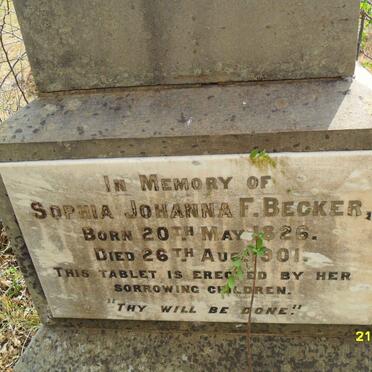 IN MEMORY OF
SOPHIA JOHANNA F. BECKER,
BORN 20TH MAY 1826.
DIED 26TH AUG 1901.
THIS TABLET IS ERECTED BY HER
SORROWING CHILDREN.
"THY WILL BE DONE."
21